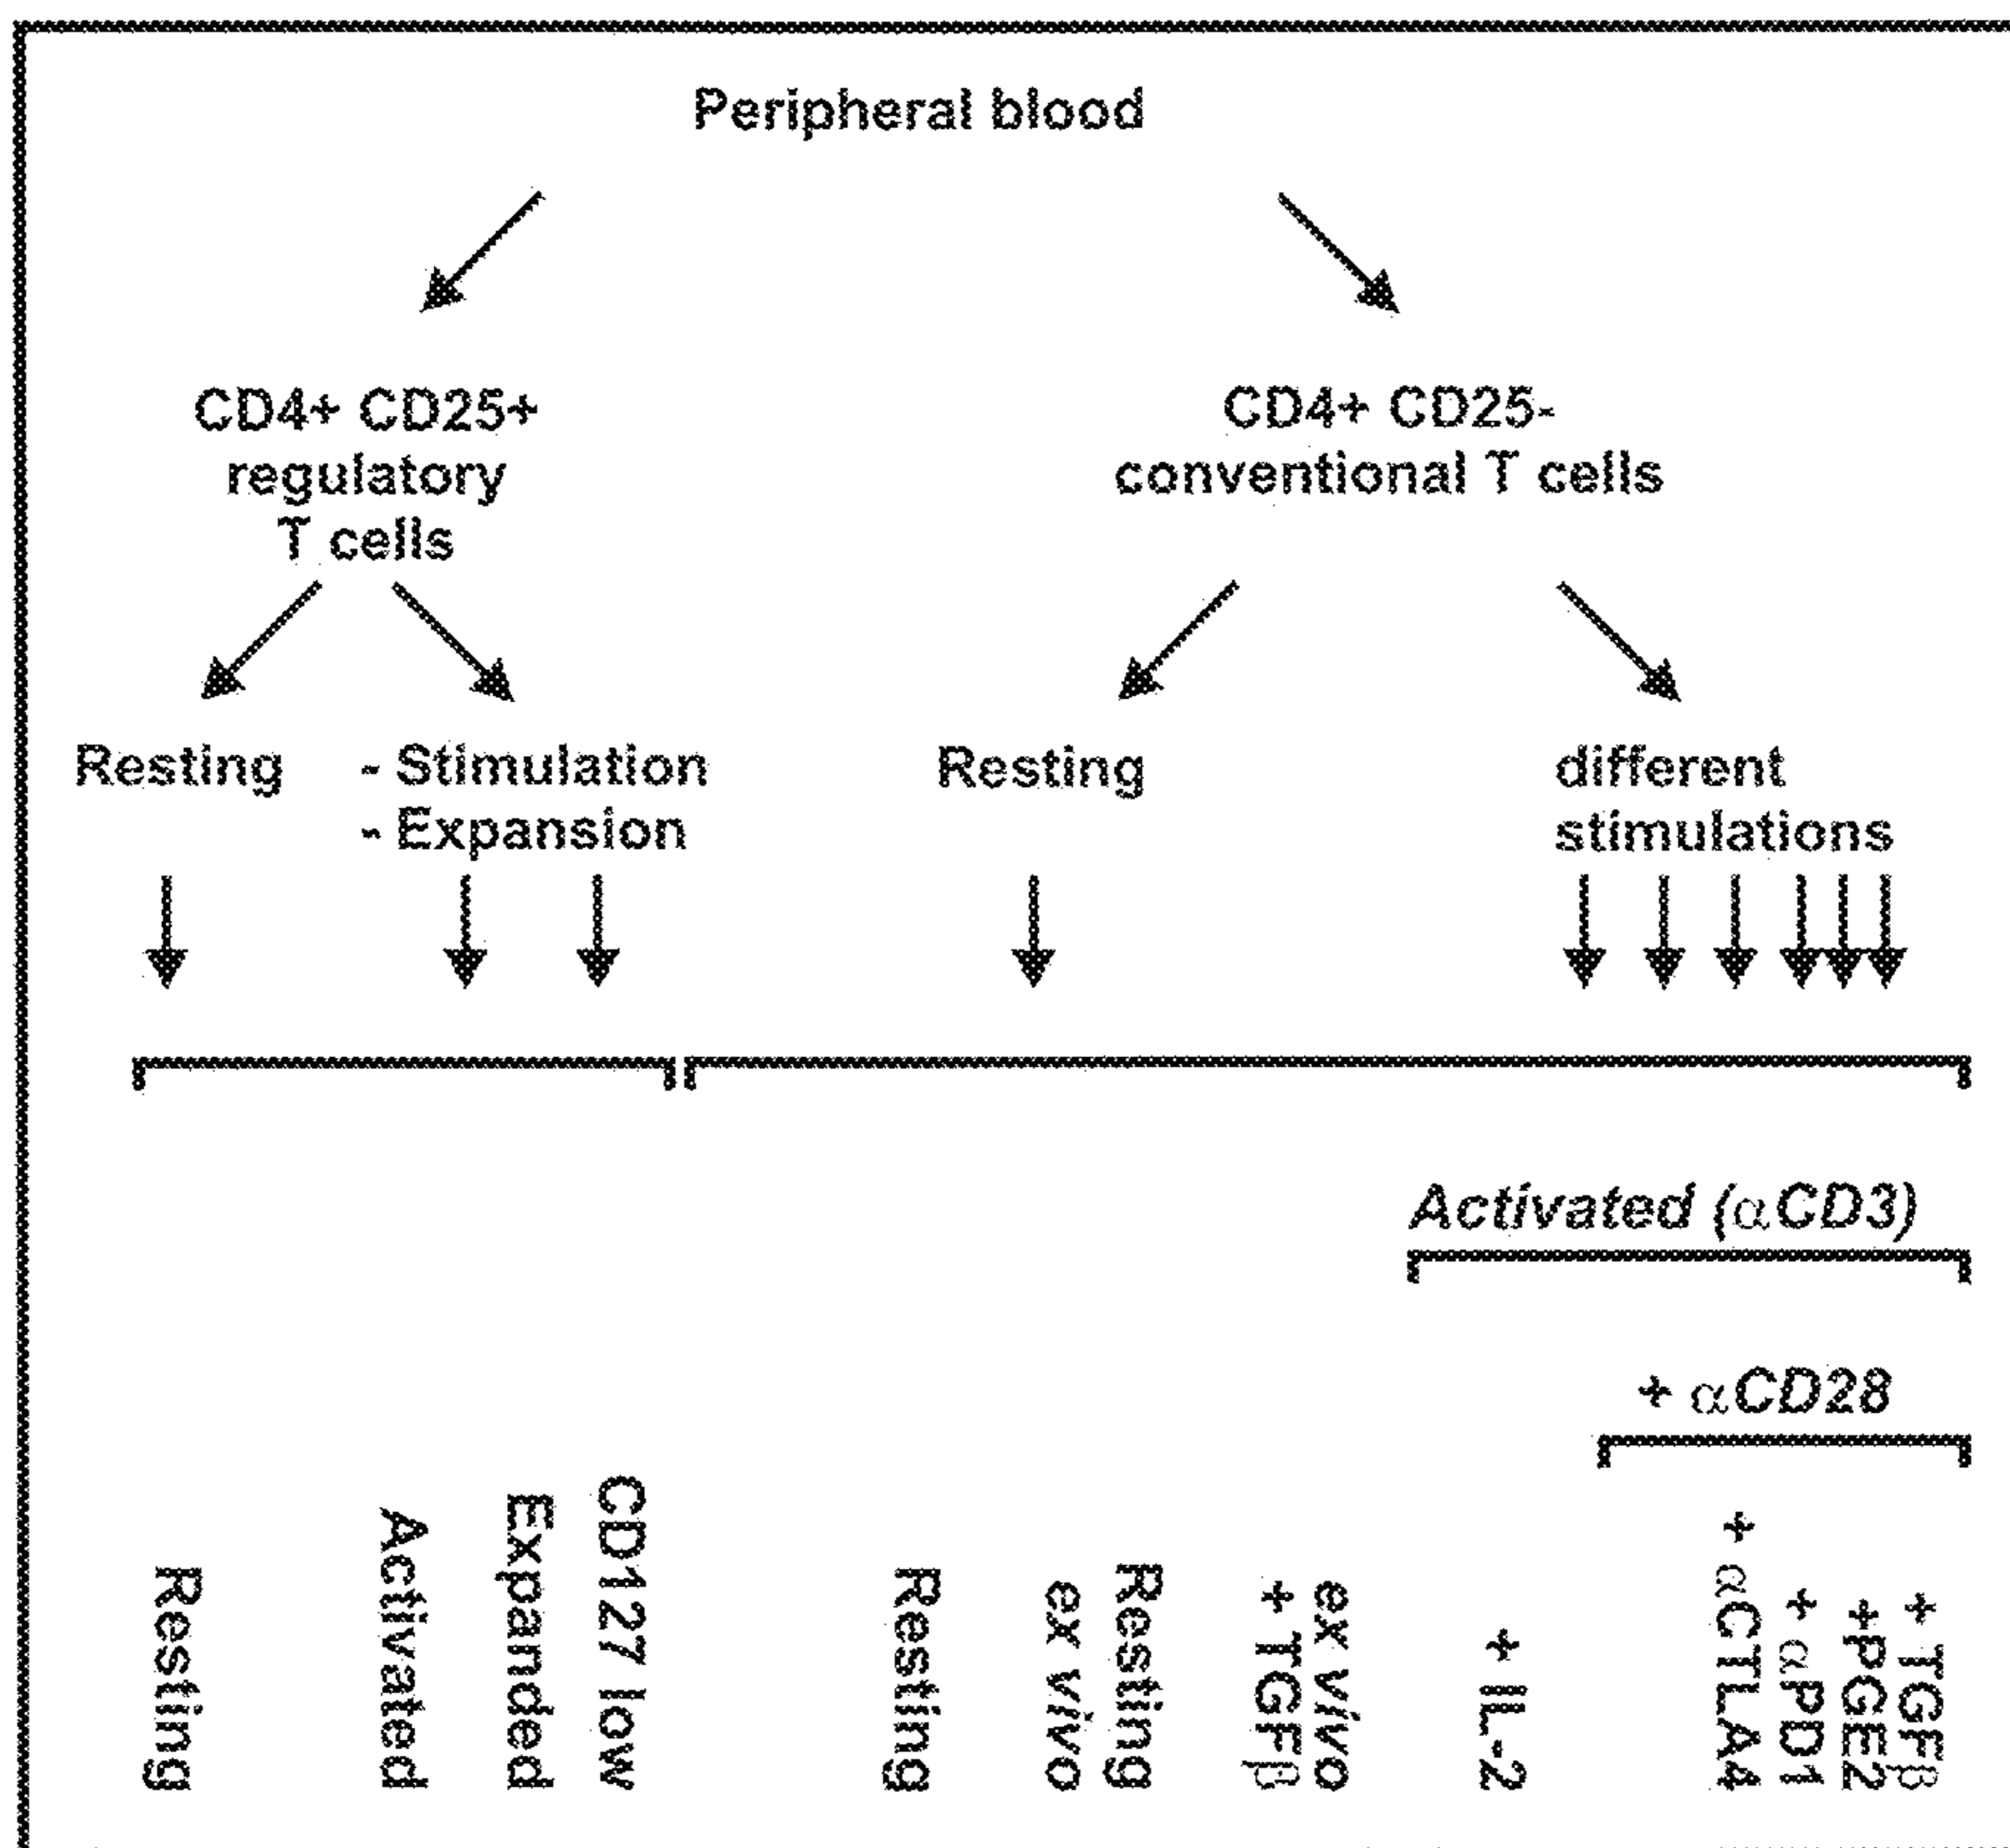 Peripheral blood
CD4+ CD25+
regulatory
T cells
CD4+ CD25-
conventional T cells
Resting
- Stimulation
- Expansion
Resting
different
stimulations
Activated (αCD3)
+ αCD28
Resting
Activated
Expanded
CD127 low
Resting
Resting
ex vivo
ex vivo
+ TGFβ
+ IL-2
+ αCTLA4
+ αPD1
+PGE2
+ TGFβ